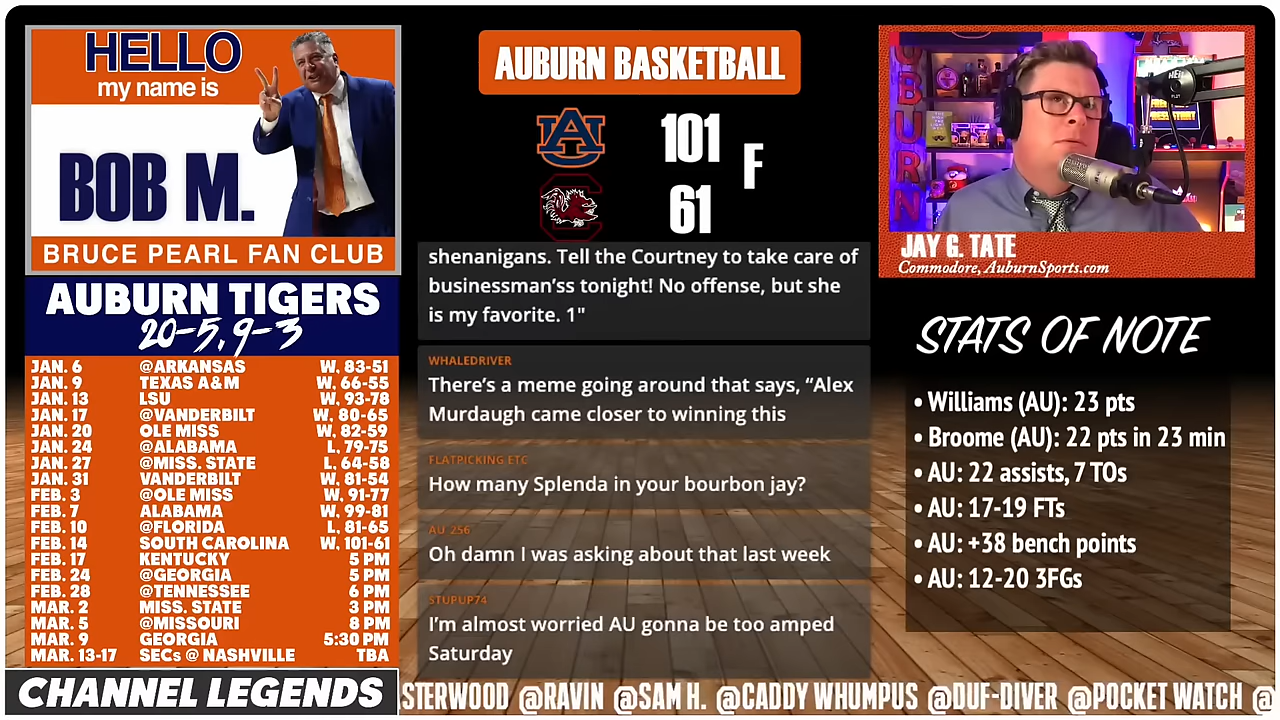 HELLO
my name is
BOB M.
BRUCE PEARL FAN CLUB
AUBURN TIGERS
20-5, 9-3
JAN. 6 @ARKANSAS W, 83-51
JAN. 9 TEXAS A&M W, 66-55
JAN. 13 LSU W, 93-78
JAN. 17 @VANDERBILT W, 80-65
JAN. 20 OLE MISS W, 82-59
JAN. 24 @ALABAMA L, 79-75
JAN. 27 @MISS. STATE L, 64-58
JAN. 31 VANDERBILT W, 81-54
FEB. 3 @OLE MISS W, 91-77
FEB. 7 ALABAMA W, 99-81
FEB. 10 @FLORIDA L, 81-65
FEB. 14 SOUTH CAROLINA W, 101-61
FEB. 17 KENTUCKY 5 PM
FEB. 24 @GEORGIA 5 PM
FEB. 28 @TENNESSEE 6 PM
MAR. 2 MISS. STATE 3 PM
MAR. 5 @MISSOURI 8 PM
MAR. 9 GEORGIA 5:30 PM
MAR. 13-17 SECs @ NASHVILLE TBA
CHANNEL LEGENDS
AUBURN BASKETBALL
AU 101
F
C 61
shenanigans. Tell the Courtney to take care of
businessman'ss tonight! No offense, but she
is my favorite. 1"
WHALEDRIVER
There's a meme going around that says, “Alex
Murdaugh came closer to winning this
FLATPICKING ETC
How many Splenda in your bourbon jay?
AU 256
Oh damn I was asking about that last week
STUPUP74
I'm almost worried AU gonna be too amped
Saturday
AUBURN
JAY G. TATE
Commodore, AuburnSports.com
STATS OF NOTE
• Williams (AU): 23 pts
• Broome (AU): 22 pts in 23 min
• AU: 22 assists, 7 TOs
• AU: 17-19 FTs
• AU: +38 bench points
• AU: 12-20 3FGs
STERWOOD @RAVIN @SAM H. @CADDY WHUMPUS @DUF-DIVER @POCKET WATCH @